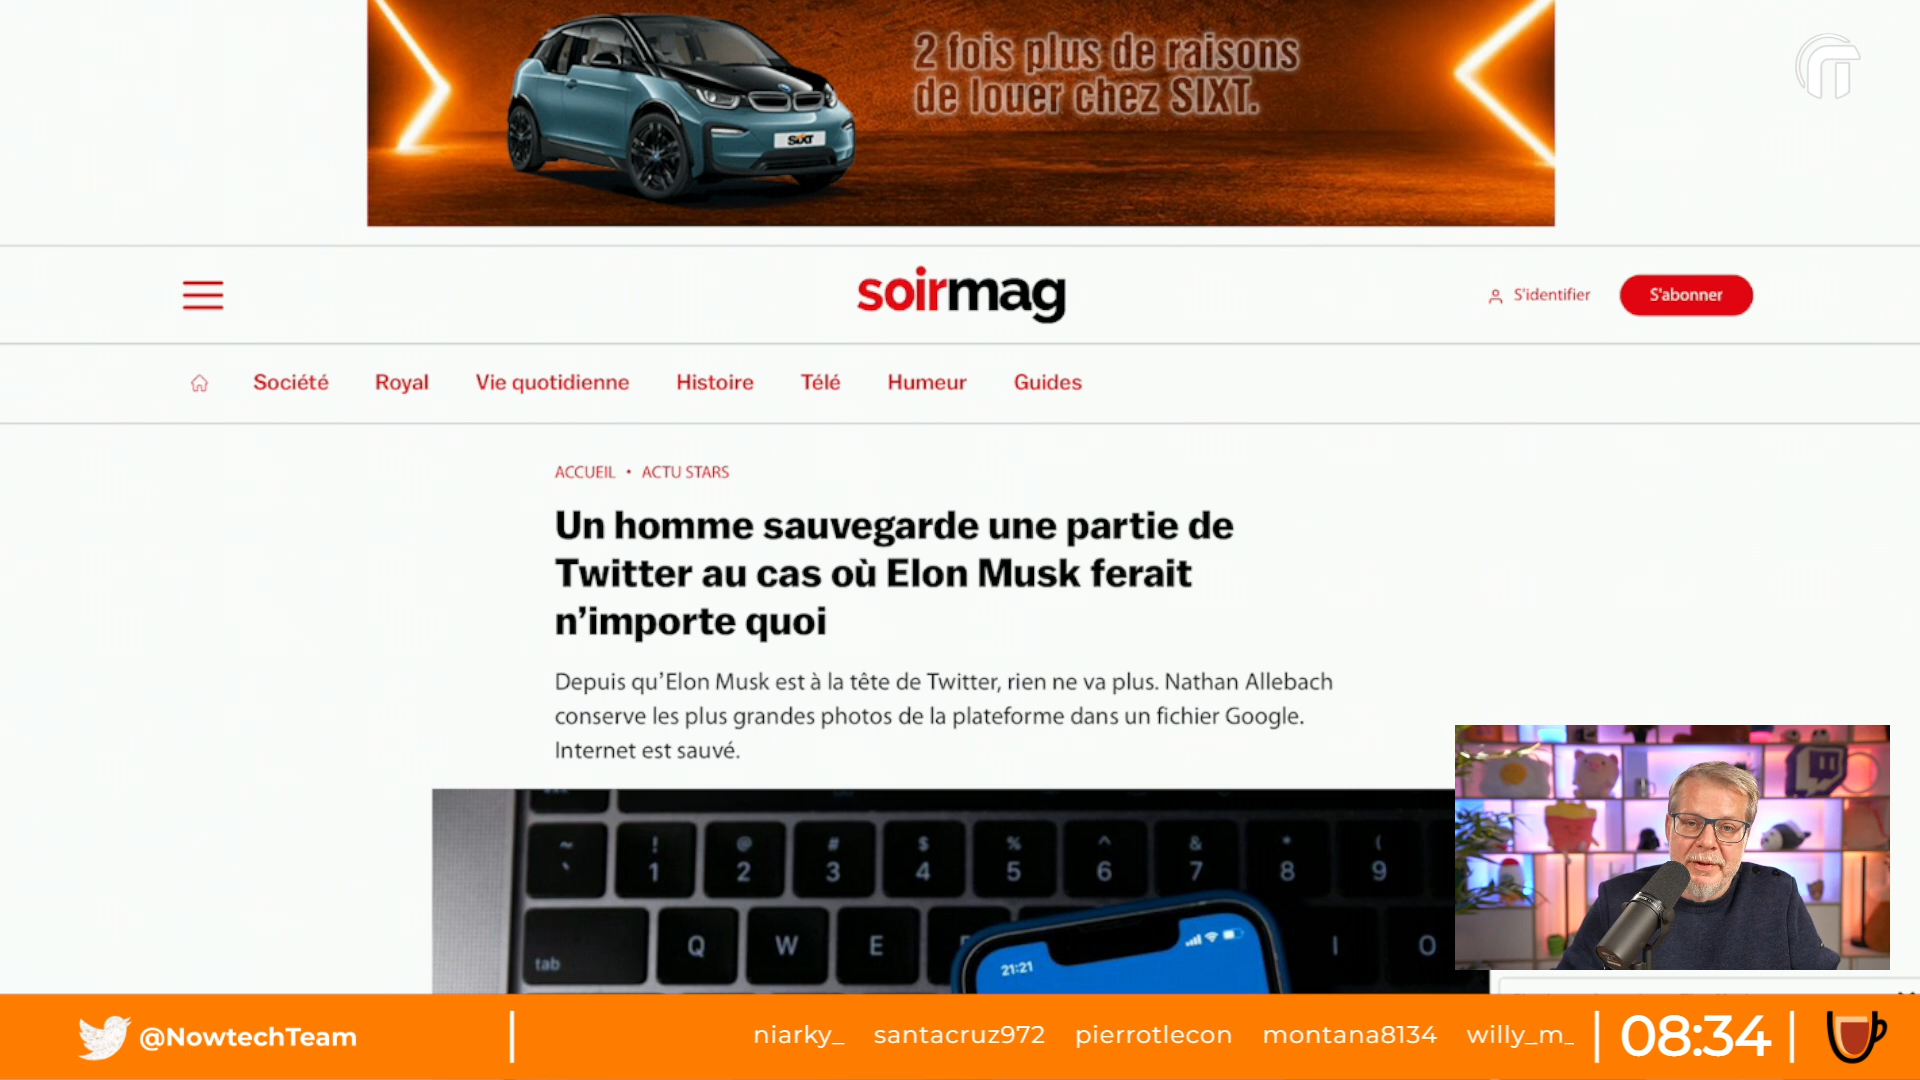 2 fois plus de raisons
de louer chez SIXT.
SIXT
soirmag
S'identifier
S'abonner
Société Royal Vie quotidienne Histoire Télé Humeur Guides
ACCUEIL • ACTU STARS
Un homme sauvegarde une partie de
Twitter au cas où Elon Musk ferait
n’importe quoi
Depuis qu’Elon Musk est à la tête de Twitter, rien ne va plus. Nathan Allebach
conserve les plus grandes photos de la plateforme dans un fichier Google.
Internet est sauvé.
~ ! @ # $ % ^ & * (
` 1 2 3 4 5 6 7 8 9
tab Q W E I O
21:21
@NowtechTeam
niarky_ santacruz972 pierrotlecon montana8134 willy_m_
08:34